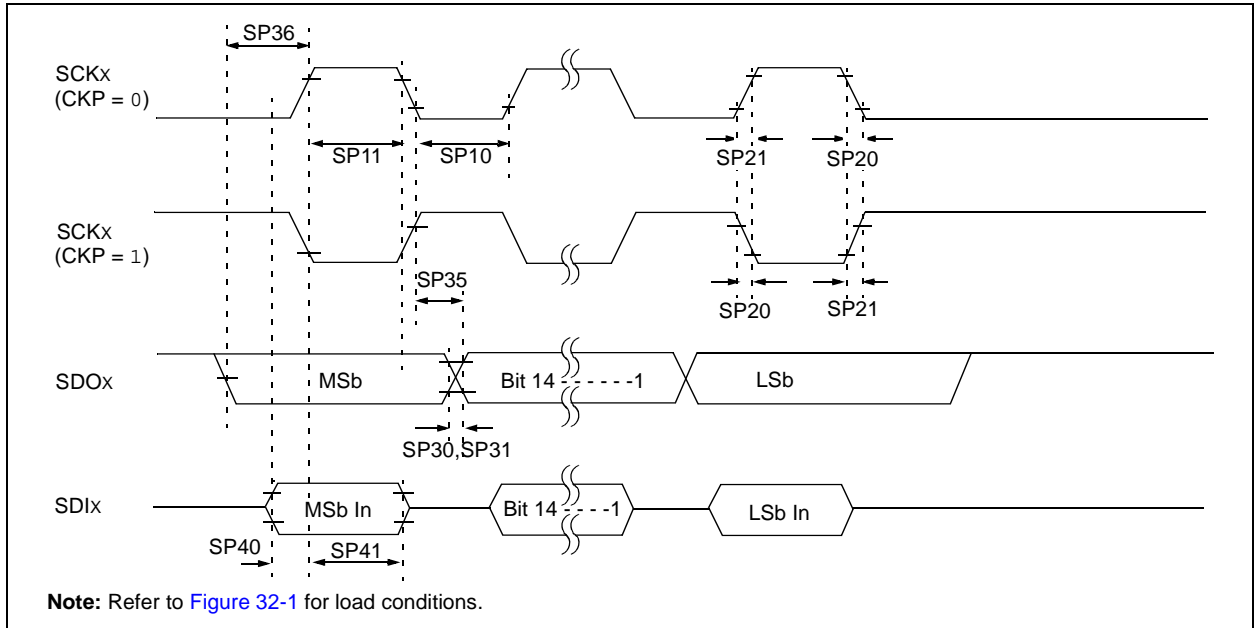 SP36
SCKX
(CKP = 0)
SP11
SP10
SP21
SP20
SCKX
(CKP = 1)
SP35
SP20
SP21
SDOX
MSb
Bit 14 - - - - - -1
LSb
SP30,SP31
SDIX
MSb In
Bit 14 - - - -1
LSb In
SP40
SP41
Note: Refer to Figure 32-1 for load conditions.